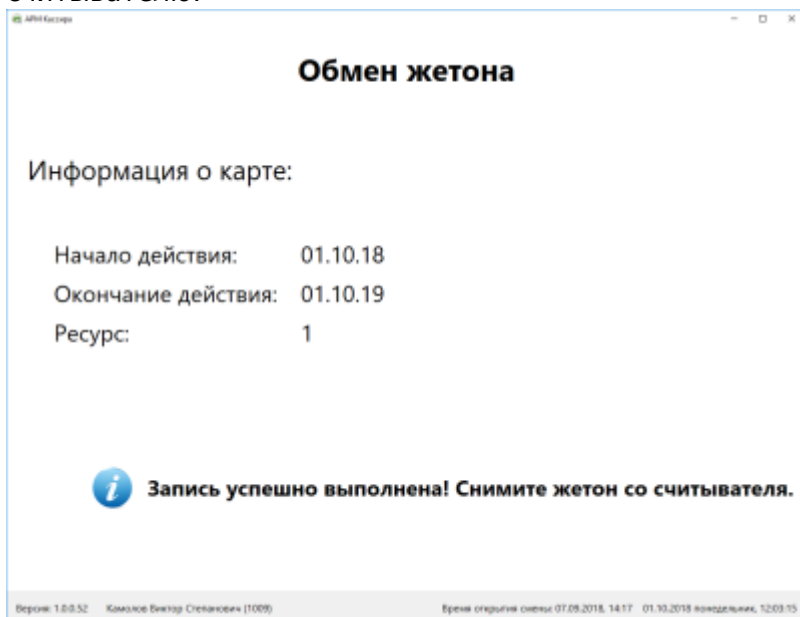 АРМ Кассира
Обмен жетона
Информация о карте:
Начало действия: 01.10.18
Окончание действия: 01.10.19
Ресурс: 1
Запись успешно выполнена! Снимите жетон со считывателя.
Версия: 1.0.0.52 Камолов Виктор Степанович (1009) Время открытия смены: 07.09.2018, 14:17 01.10.2018 понедельник, 12:03:15